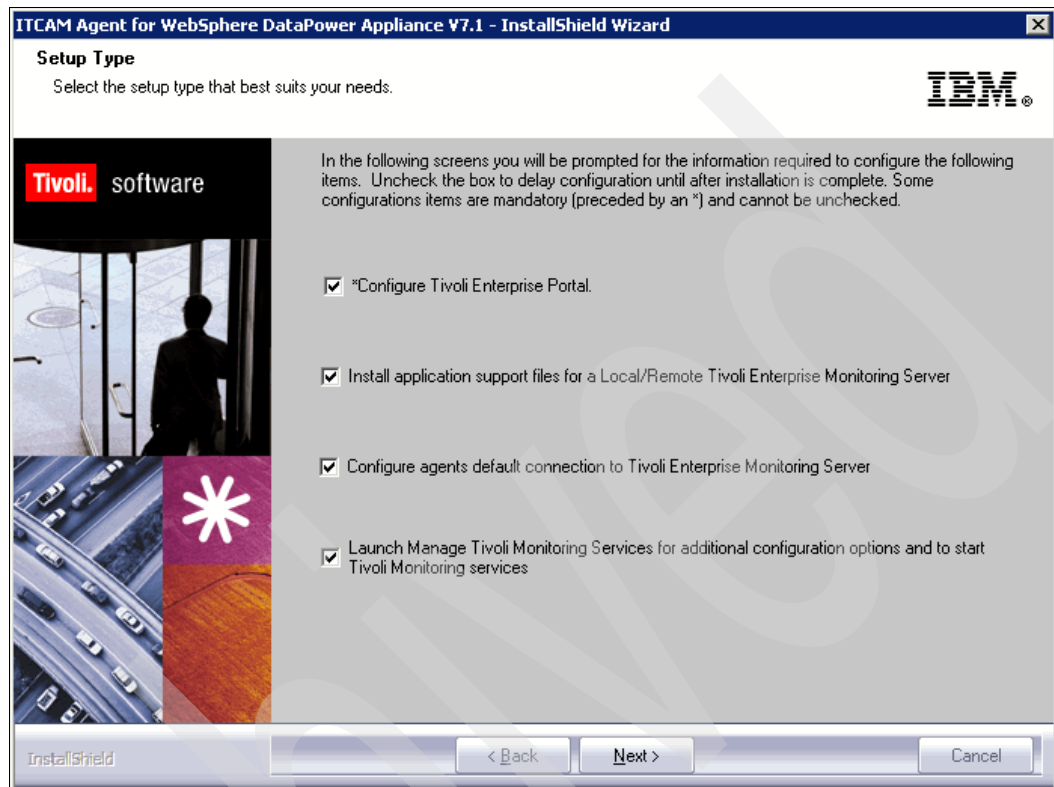 ITCAM Agent for WebSphere DataPower Appliance V7.1 - InstallShield Wizard
Setup Type
Select the setup type that best suits your needs.
IBM®
Tivoli. software
In the following screens you will be prompted for the information required to configure the following
items. Uncheck the box to delay configuration until after installation is complete. Some
configurations items are mandatory (preceded by an *) and cannot be unchecked.
*Configure Tivoli Enterprise Portal.
Install application support files for a Local/Remote Tivoli Enterprise Monitoring Server
Configure agents default connection to Tivoli Enterprise Monitoring Server
Launch Manage Tivoli Monitoring Services for additional configuration options and to start
Tivoli Monitoring services
InstallShield
< Back
Next >
Cancel